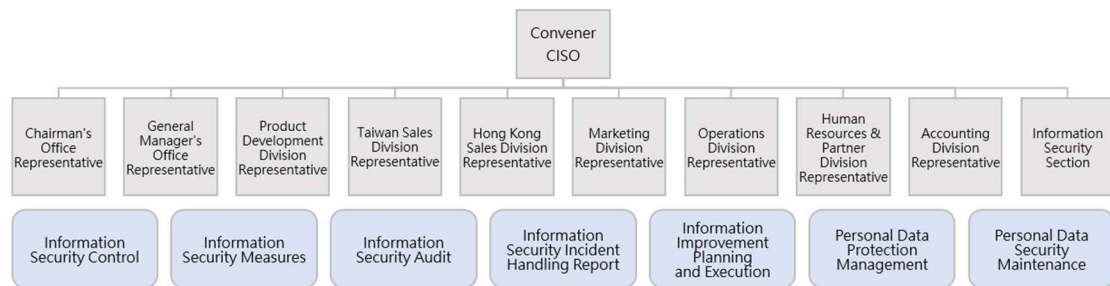 Convener
CISO
Chairman's
Office
Representative
General
Manager's
Office
Representative
Product
Development
Division
Representative
Taiwan Sales
Division
Representative
Hong Kong
Sales Division
Representative
Marketing
Division
Representative
Operations
Division
Representative
Human
Resources &
Partner
Division
Representative
Accounting
Division
Representative
Information
Security
Section
Information
Security Control
Information
Security Measures
Information
Security Audit
Information
Security Incident
Handling Report
Information
Improvement
Planning
and Execution
Personal Data
Protection
Management
Personal Data
Security
Maintenance